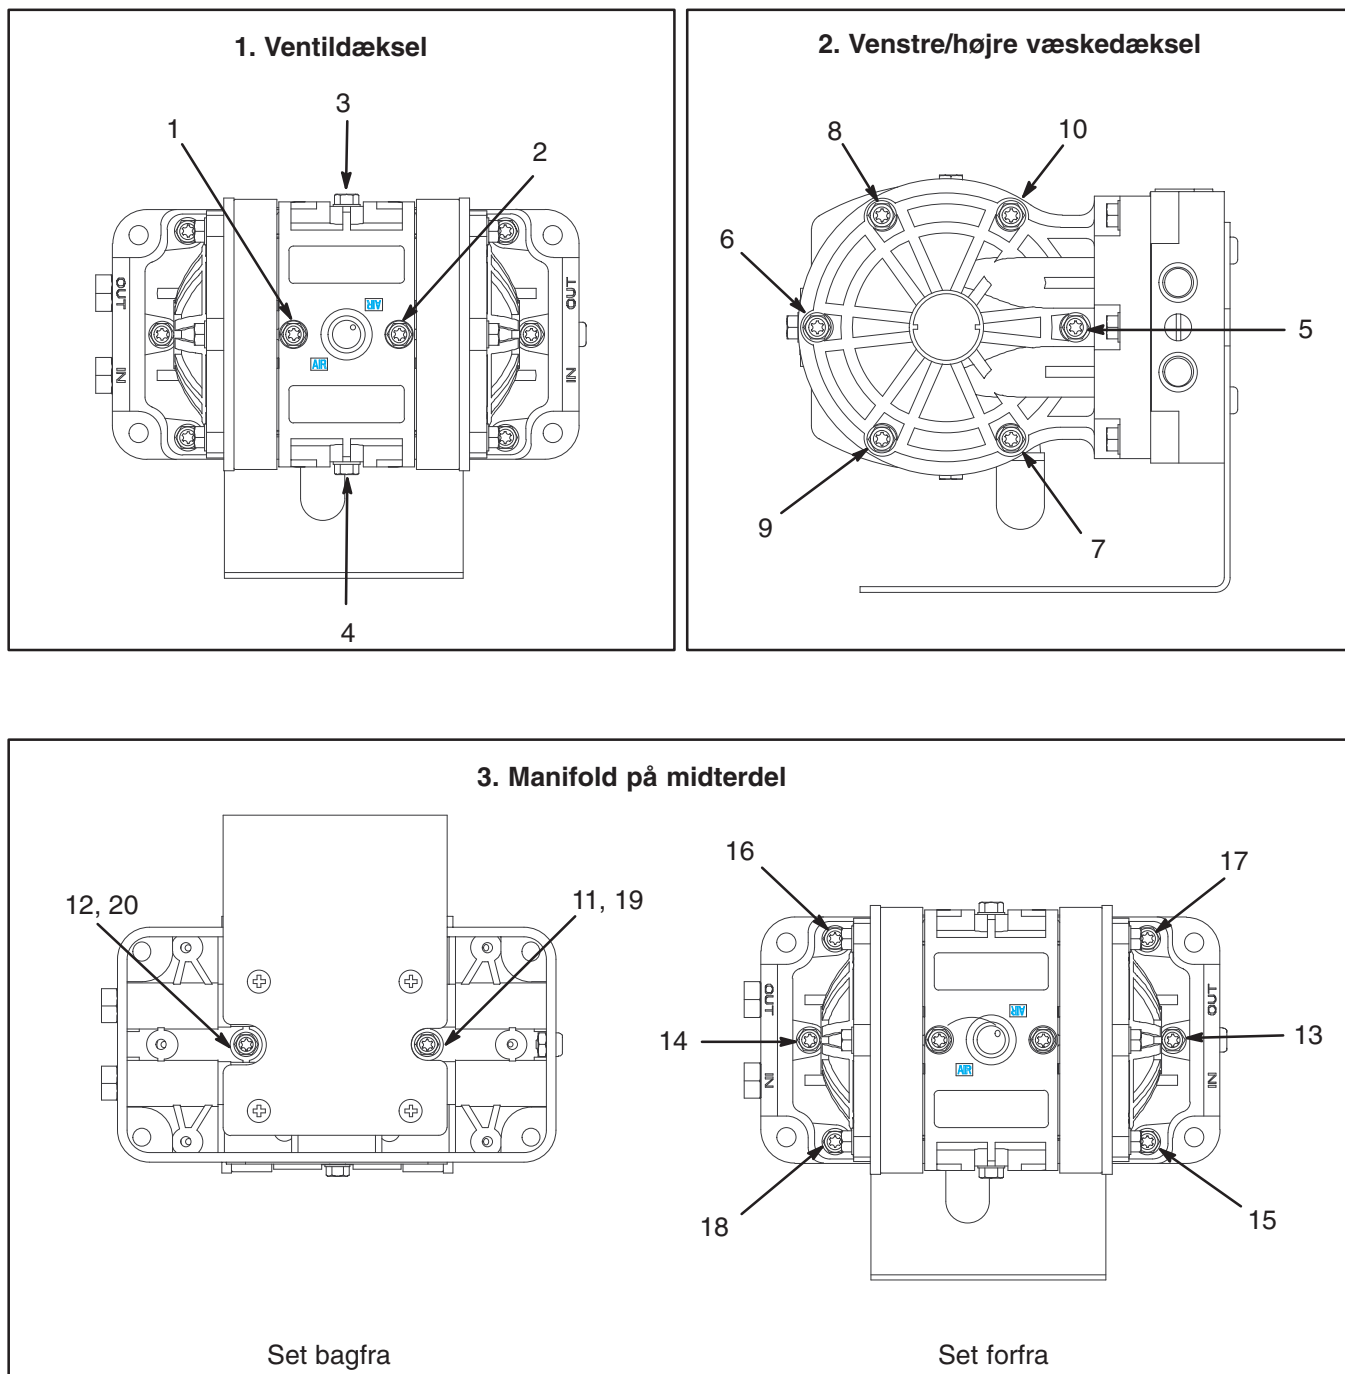 1. Ventildæksel
3
1
2
OUT
OUT
AIR
AIR
IN
IN
4
2. Venstre/højre væskedæksel
8
10
6
5
9
7
3. Manifold på midterdel
12, 20
11, 19
Set bagfra
16
17
OUT
OUT
AIR
14
13
AIR
IN
IN
18
15
Set forfra